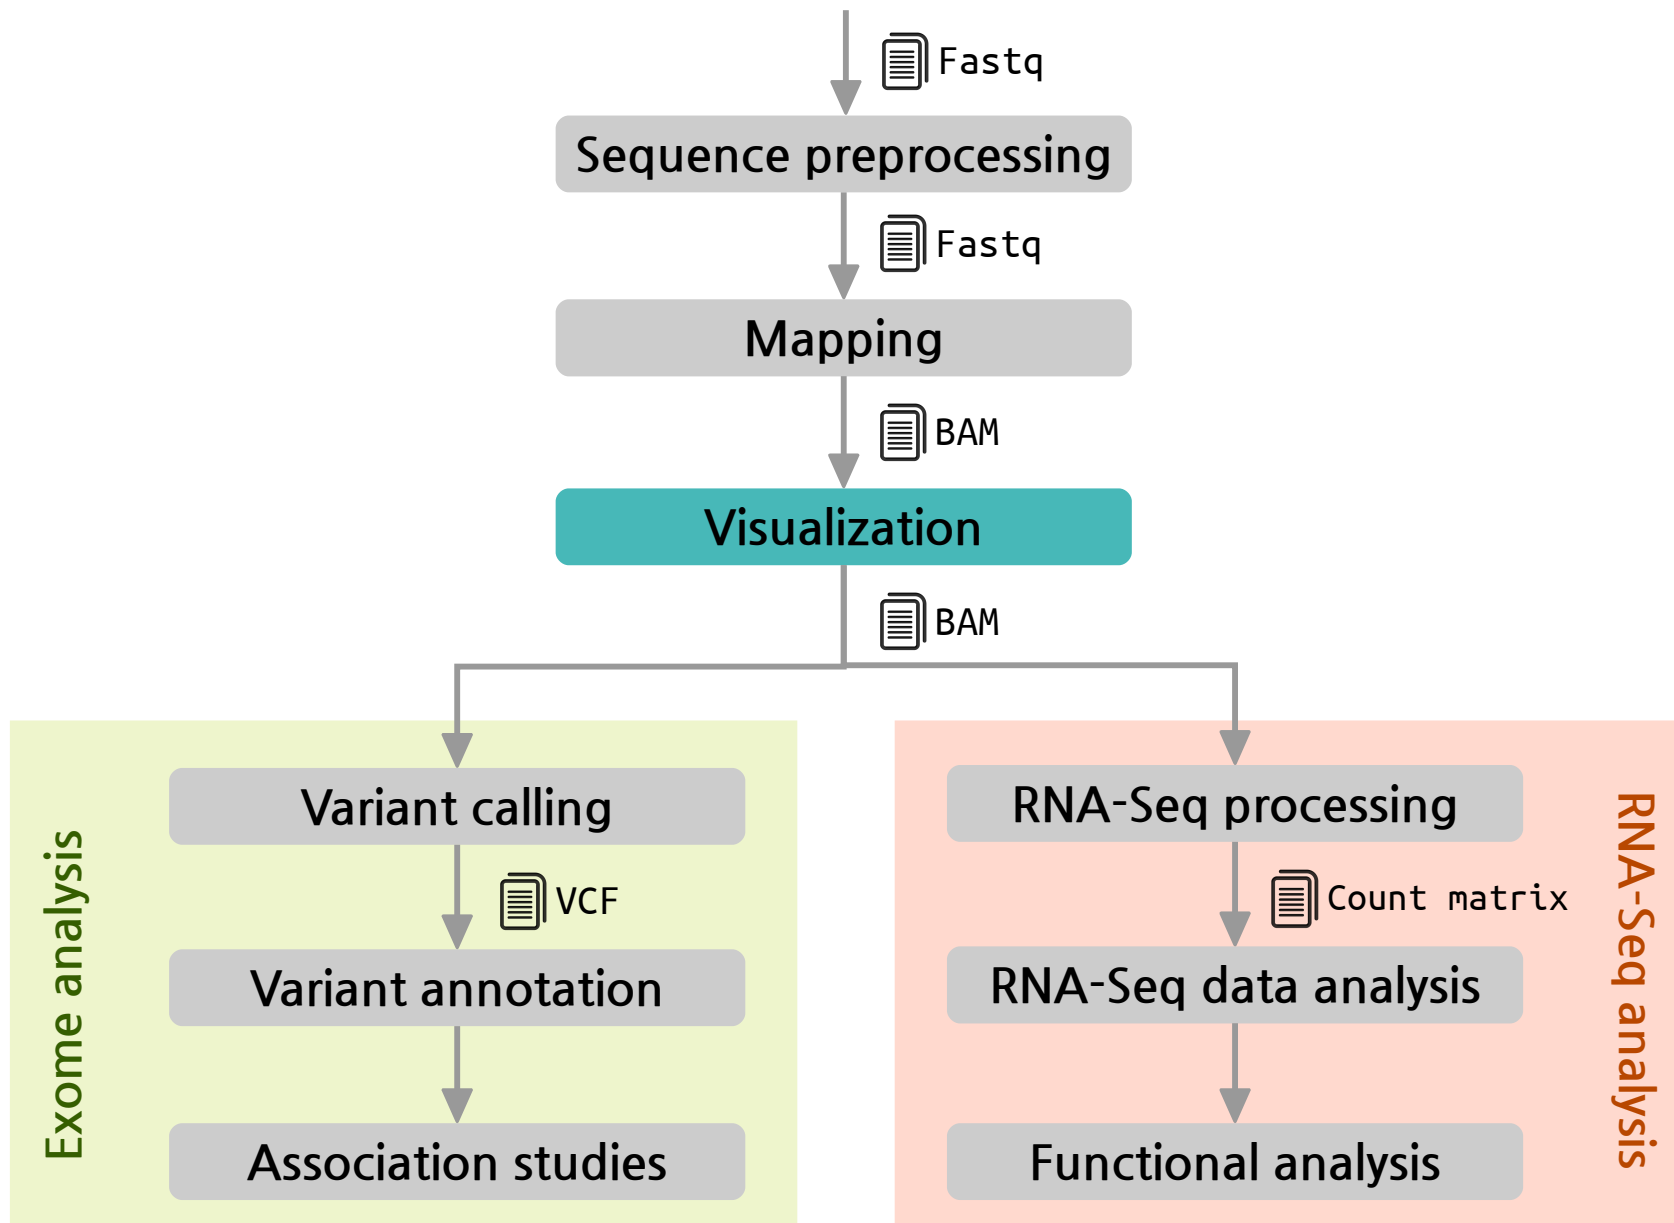 Fastq
Sequence preprocessing
Fastq
Mapping
BAM
Visualization
BAM
Exome analysis
Variant calling
VCF
Variant annotation
Association studies
RNA-Seq processing
Count matrix
RNA-Seq data analysis
Functional analysis
RNA-Seq analysis